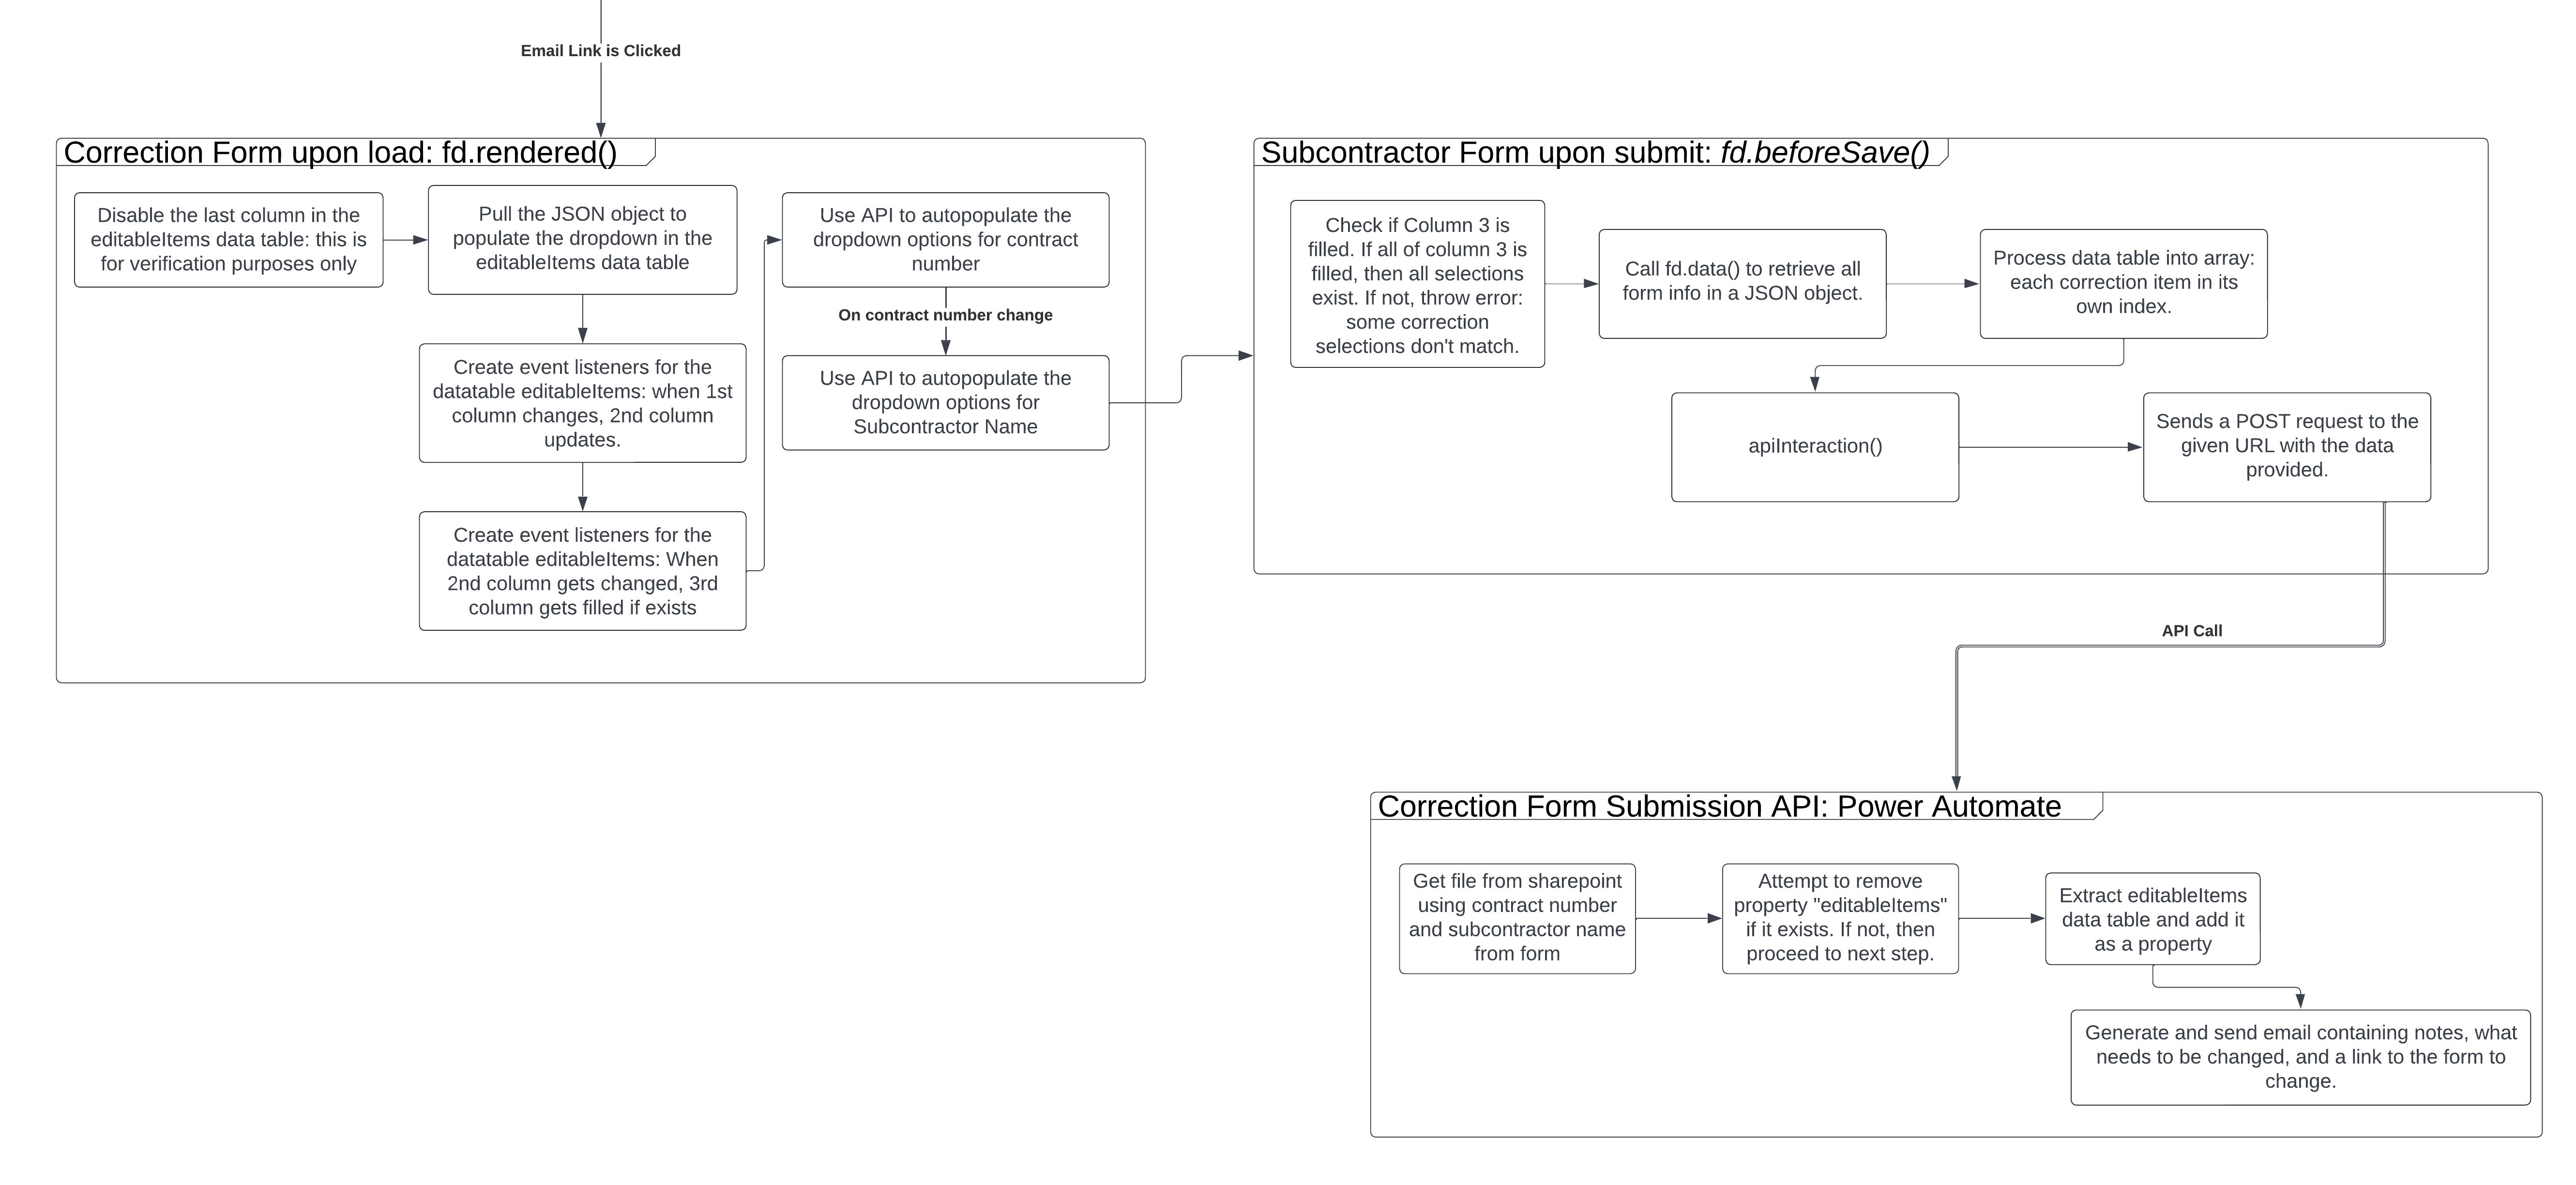 Email Link is Clicked
Correction Form upon load: fd.rendered()
Disable the last column in the
editableItems data table: this is
for verification purposes only
Pull the JSON object to
populate the dropdown in the
editableItems data table
Create event listeners for the
datatable editableItems: when 1st
column changes, 2nd column
updates.
Create event listeners for the
datatable editableItems: When
2nd column gets changed, 3rd
column gets filled if exists
Use API to autopopulate the
dropdown options for contract
number
On contract number change
Use API to autopopulate the
dropdown options for
Subcontractor Name
Subcontractor Form upon submit: fd.beforeSave()
Check if Column 3 is
filled. If all of column 3 is
filled, then all selections
exist. If not, throw error:
some correction
selections don't match.
Call fd.data() to retrieve all
form info in a JSON object.
Process data table into array:
each correction item in its
own index.
apiInteraction()
Sends a POST request to the
given URL with the data
provided.
API Call
Correction Form Submission API: Power Automate
Get file from sharepoint
using contract number
and subcontractor name
from form
Attempt to remove
property "editableItems"
if it exists. If not, then
proceed to next step.
Extract editableItems
data table and add it
as a property
Generate and send email containing notes, what
needs to be changed, and a link to the form to
change.